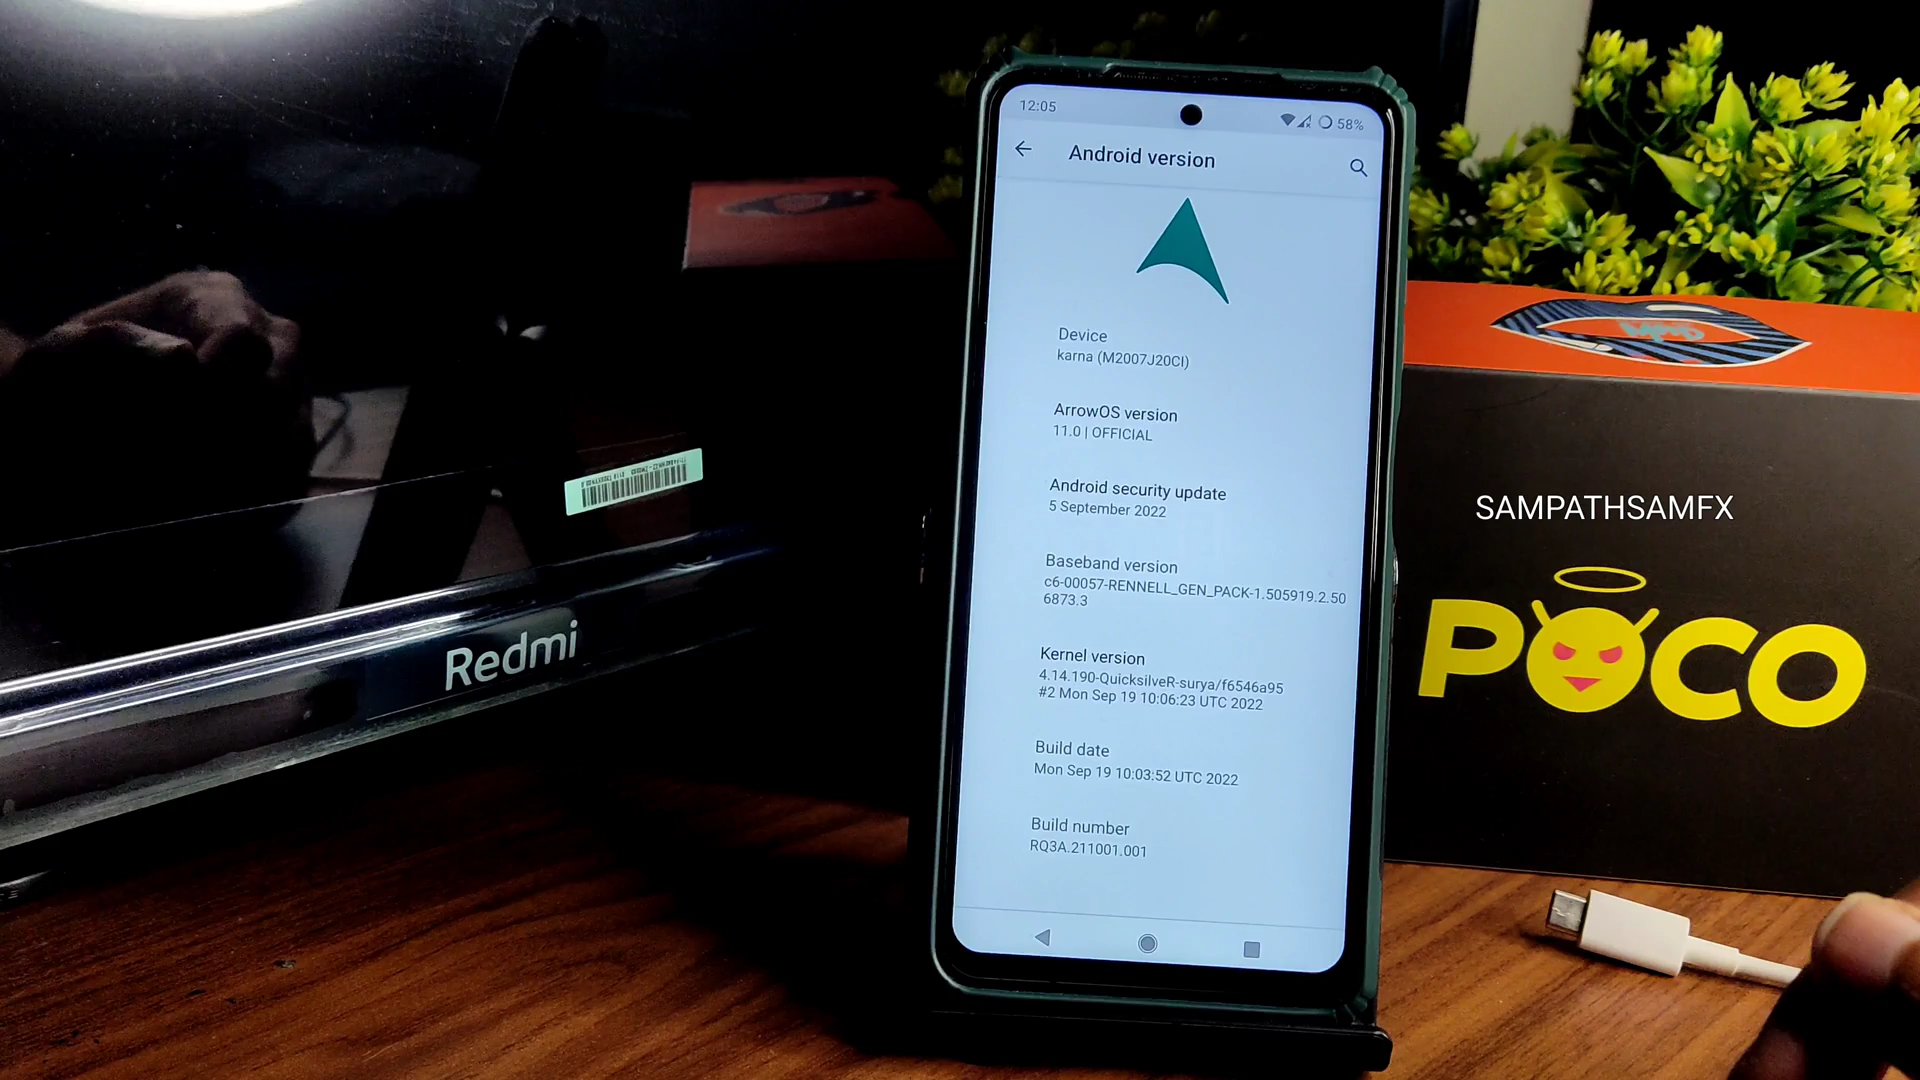 12:05
58%
Android version
Device
karna (M2007J20CI)
ArrowOS version
11.0 | OFFICIAL
Android security update
5 September 2022
Baseband version
c6-00057-RENNELL_GEN_PACK-1.505919.2.50
6873.3
Kernel version
4.14.190-QuicksilveR-surya/f6546a95
#2 Mon Sep 19 10:06:23 UTC 2022
Build date
Mon Sep 19 10:03:52 UTC 2022
Build number
RQ3A.211001.001
Redmi
SAMPATHSAMFX
POCO